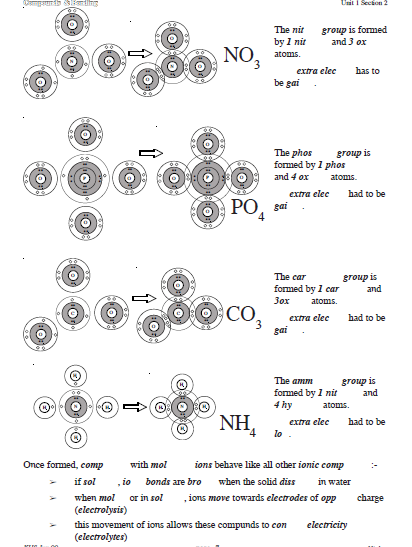 Compounds & Bonding Unit 1 Section 2
The nit group is formed
by 1 nit and 3 ox
atoms.
extra elec has to
be gai .
NO3
The phos group is
formed by 1 phos
and 4 ox atoms.
extra elec had to be
gai .
PO4
The car group is
formed by 1 car and
3ox atoms.
extra elec had to be
gai .
CO3
The amm group is
formed by 1 nit and
4 hy atoms.
extra elec had to be
lo .
NH4
Once formed, comp with mol ions behave like all other ionic comp :-
➢ if sol , io bonds are bro when the solid diss in water
➢ when mol or in sol , ions move towards electrodes of opp charge
(electrolysis)
➢ this movement of ions allows these compunds to con electricity
(electrolytes)